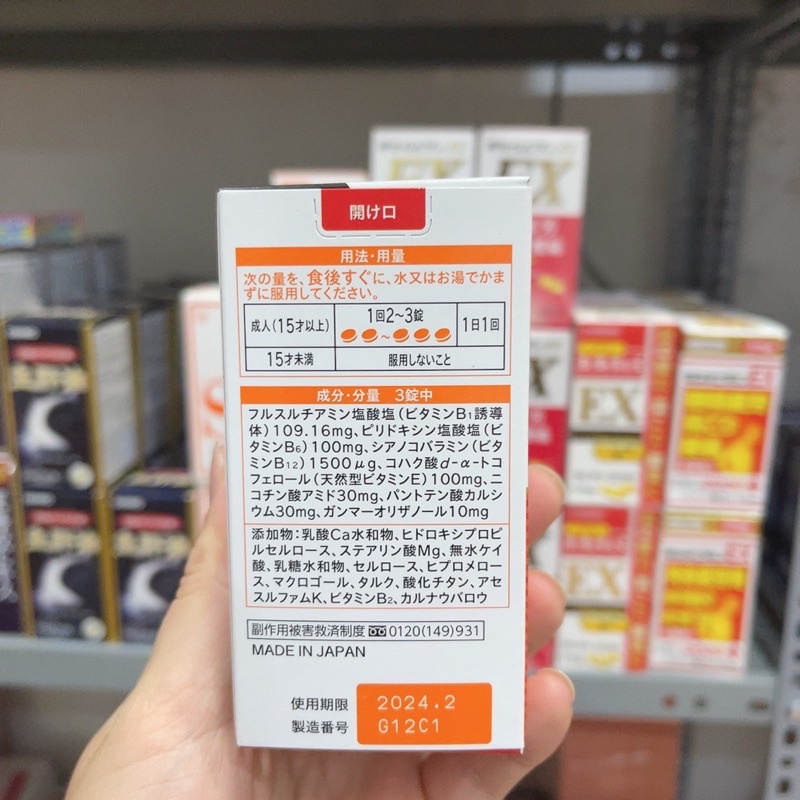 開け口
用法・用量
次の量を、食後すぐに、水又はお湯でかま
ずに服用してください。
成人(15才以上) 1回2〜3錠 〜 1日1回
15才未満 服用しないこと
成分・分量 3錠中
フルスルチアミン塩酸塩(ビタミンB₁誘導
体)109.16mg、ピリドキシン塩酸塩(ビ
タミンB₆)100mg、シアノコバラミン(ビタ
ミンB₁₂)1500μg、コハク酸d-α-トコ
フェロール(天然型ビタミンE)100mg、ニ
コチン酸アミド30mg、パントテン酸カルシ
ウム30mg、ガンマーオリザノール10mg
添加物:乳酸Ca水和物、ヒドロキシプロピ
ルセルロース、ステアリン酸Mg、無水ケイ
酸、乳糖水和物、セルロース、ヒプロメロー
ス、マクロゴール、タルク、酸化チタン、アセ
スルファムK、ビタミンB₂、カルナウバロウ
副作用被害救済制度 0120(149)931
MADE IN JAPAN
使用期限 2024.2
製造番号 G12C1
EX
EX
EX
EX